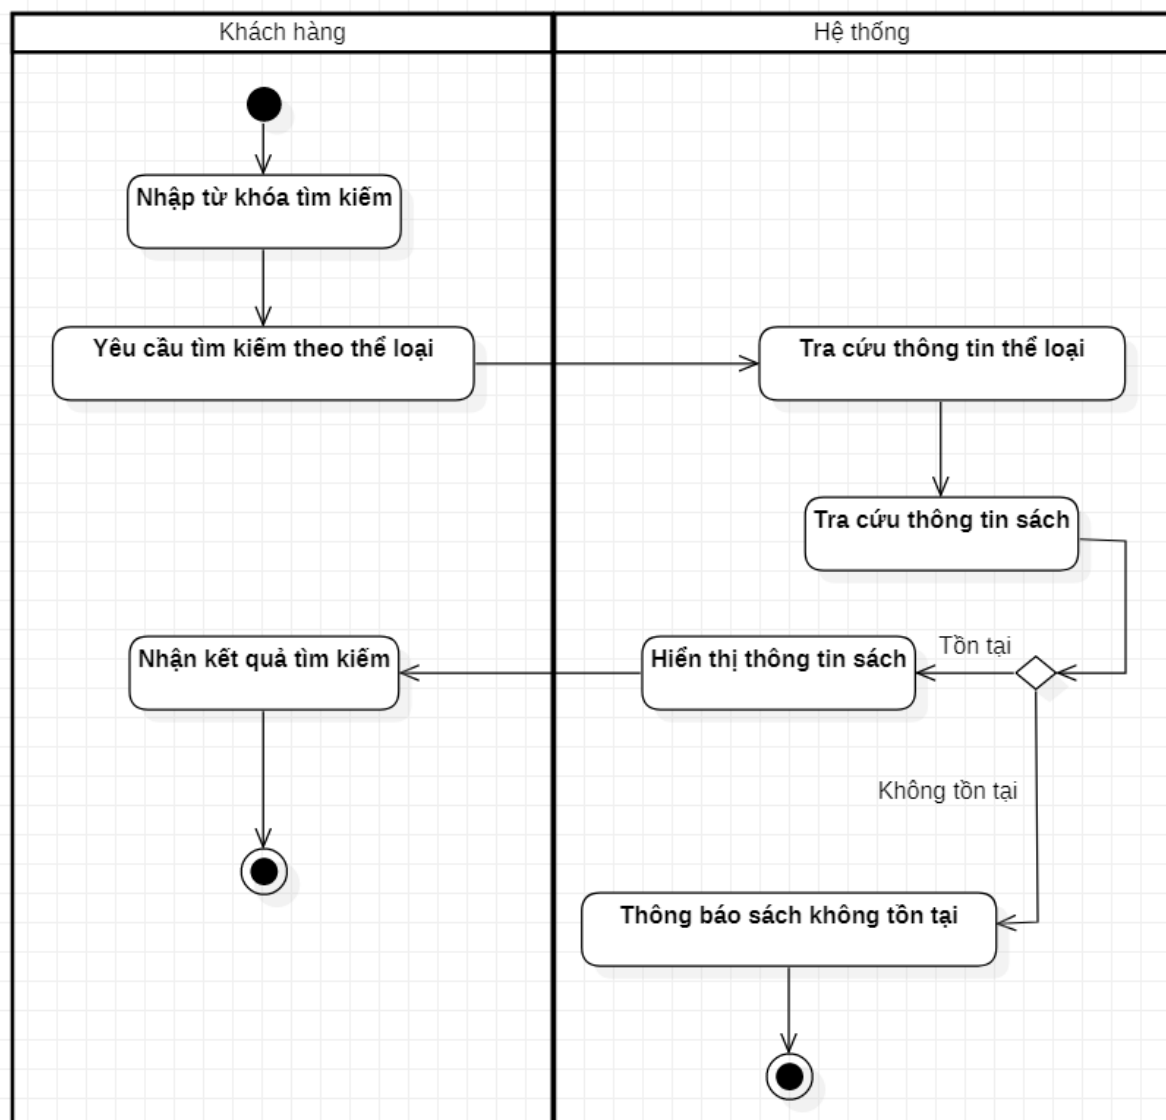 Khách hàng
Hệ thống
Nhập từ khóa tìm kiếm
Yêu cầu tìm kiếm theo thể loại
Tra cứu thông tin thể loại
Tra cứu thông tin sách
Tồn tại
Hiển thị thông tin sách
Nhận kết quả tìm kiếm
Không tồn tại
Thông báo sách không tồn tại